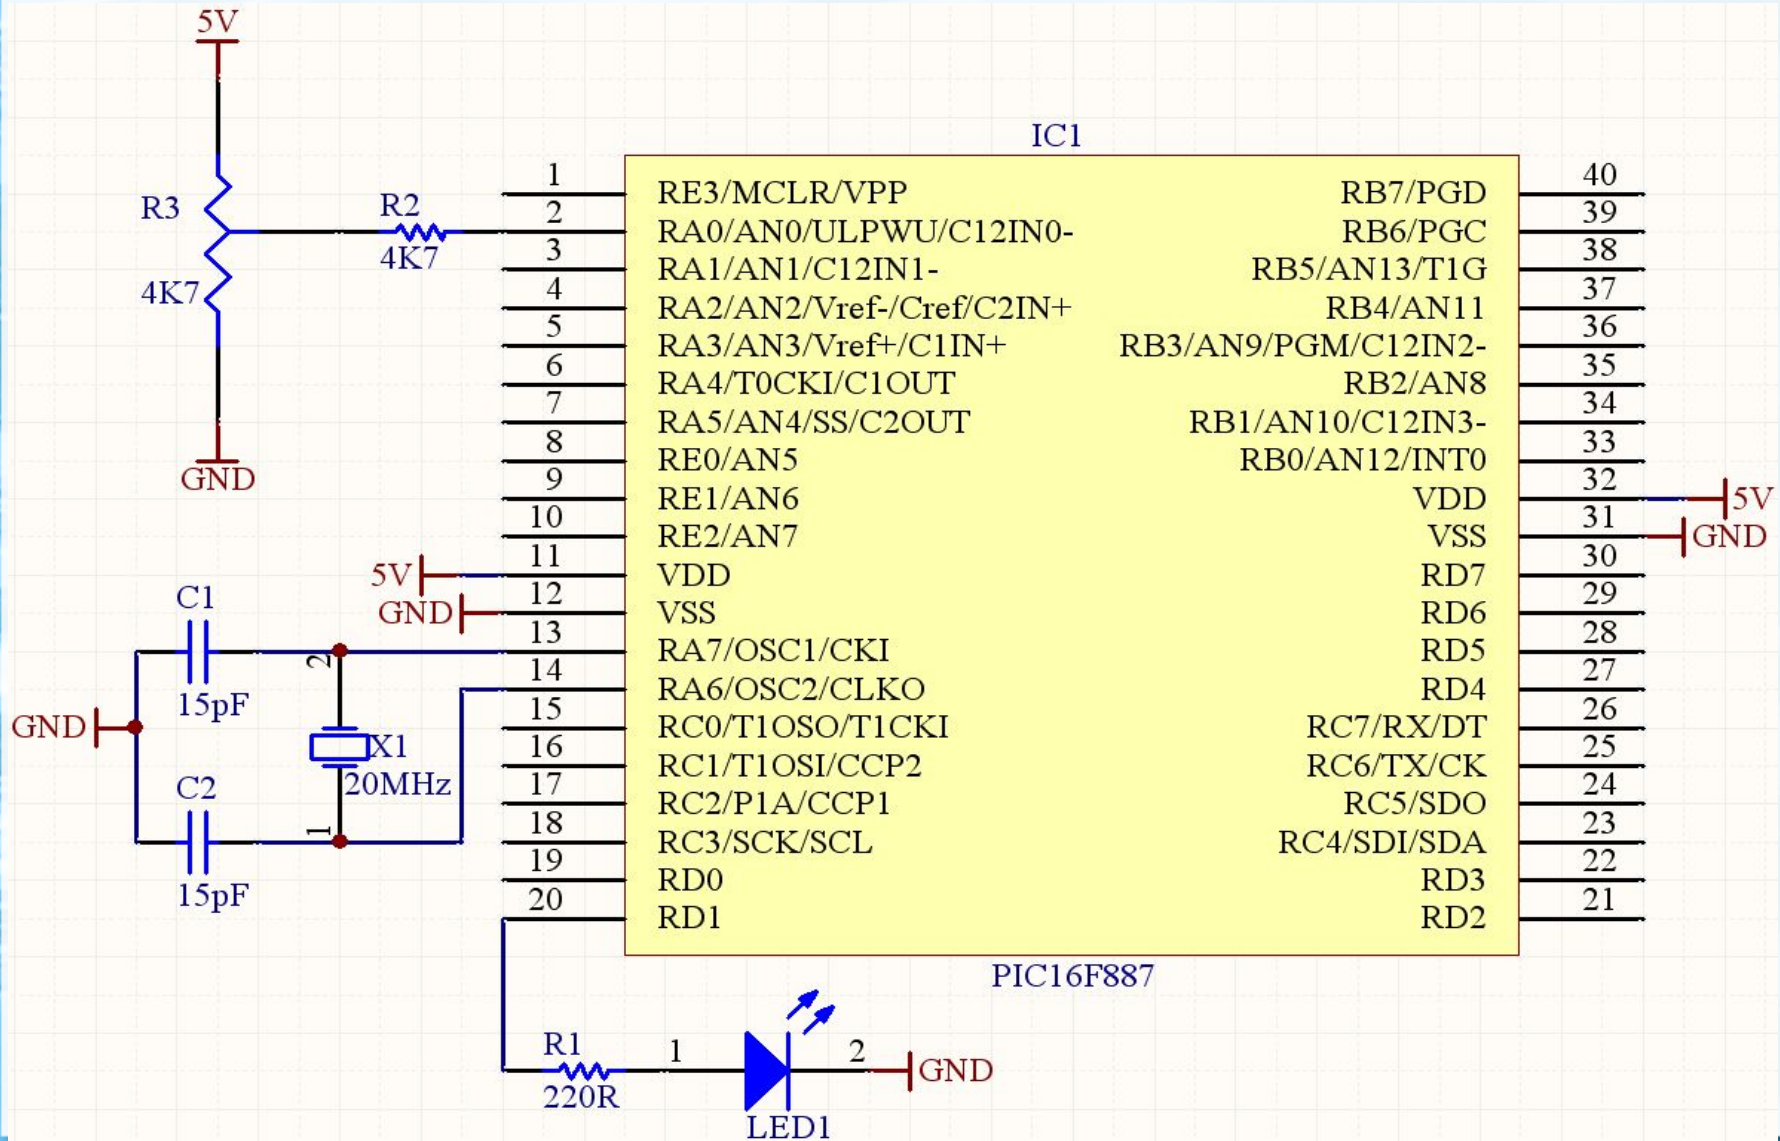 5V
R3
4K7
GND
R2
4K7
IC1
1 RE3/MCLR/VPP
2 RA0/AN0/ULPWU/C12IN0-
3 RA1/AN1/C12IN1-
4 RA2/AN2/Vref-/Cref/C2IN+
5 RA3/AN3/Vref+/C1IN+
6 RA4/T0CKI/C1OUT
7 RA5/AN4/SS/C2OUT
8 RE0/AN5
9 RE1/AN6
10 RE2/AN7
5V 11 VDD
GND 12 VSS
13 RA7/OSC1/CKI
14 RA6/OSC2/CLKO
15 RC0/T1OSO/T1CKI
16 RC1/T1OSI/CCP2
17 RC2/P1A/CCP1
18 RC3/SCK/SCL
19 RD0
20 RD1
RB7/PGD 40
RB6/PGC 39
RB5/AN13/T1G 38
RB4/AN11 37
RB3/AN9/PGM/C12IN2- 36
RB2/AN8 35
RB1/AN10/C12IN3- 34
RB0/AN12/INT0 33
VDD 32 5V
VSS 31 GND
RD7 30
RD6 29
RD5 28
RD4 27
RC7/RX/DT 26
RC6/TX/CK 25
RC5/SDO 24
RC4/SDI/SDA 23
RD3 22
RD2 21
PIC16F887
C1
15pF
GND
C2
15pF
2
X1
20MHz
1
R1
220R
1
2
GND
LED1